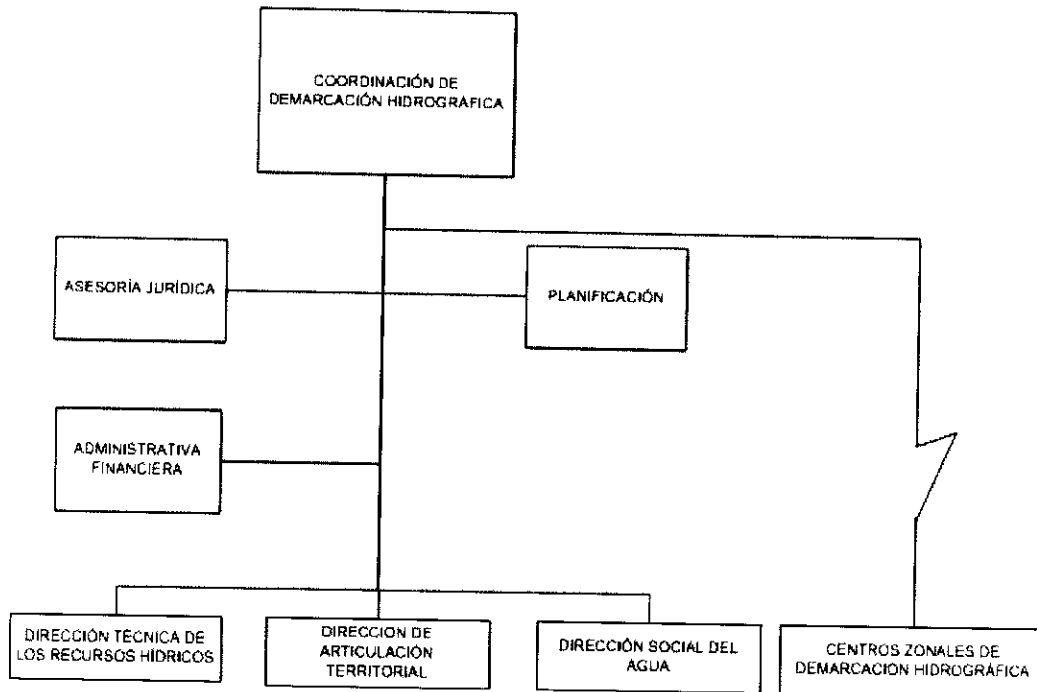 COORDINACIÓN DE
DEMARCACIÓN HIDROGRÁFICA
ASESORÍA JURÍDICA
PLANIFICACIÓN
ADMINISTRATIVA
FINANCIERA
DIRECCIÓN TÉCNICA DE
LOS RECURSOS HÍDRICOS
DIRECCION DE
ARTICULACIÓN
TERRITORIAL
DIRECCIÓN SOCIAL DEL
AGUA
CENTROS ZONALES DE
DEMARCACIÓN HIDROGRÁFICA